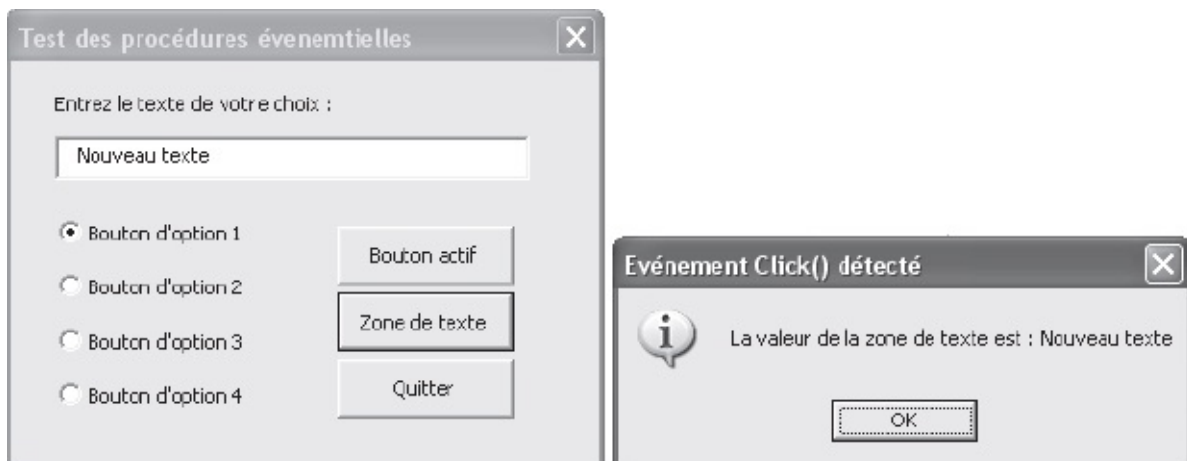 Test des procédures évenemtielles
Entrez le texte de votre choix :
Nouveau texte
Bouton d'option 1
Bouton d'option 2
Bouton d'option 3
Bouton d'option 4
Bouton actif
Zone de texte
Quitter
Evénement Click() détecté
La valeur de la zone de texte est : Nouveau texte
OK